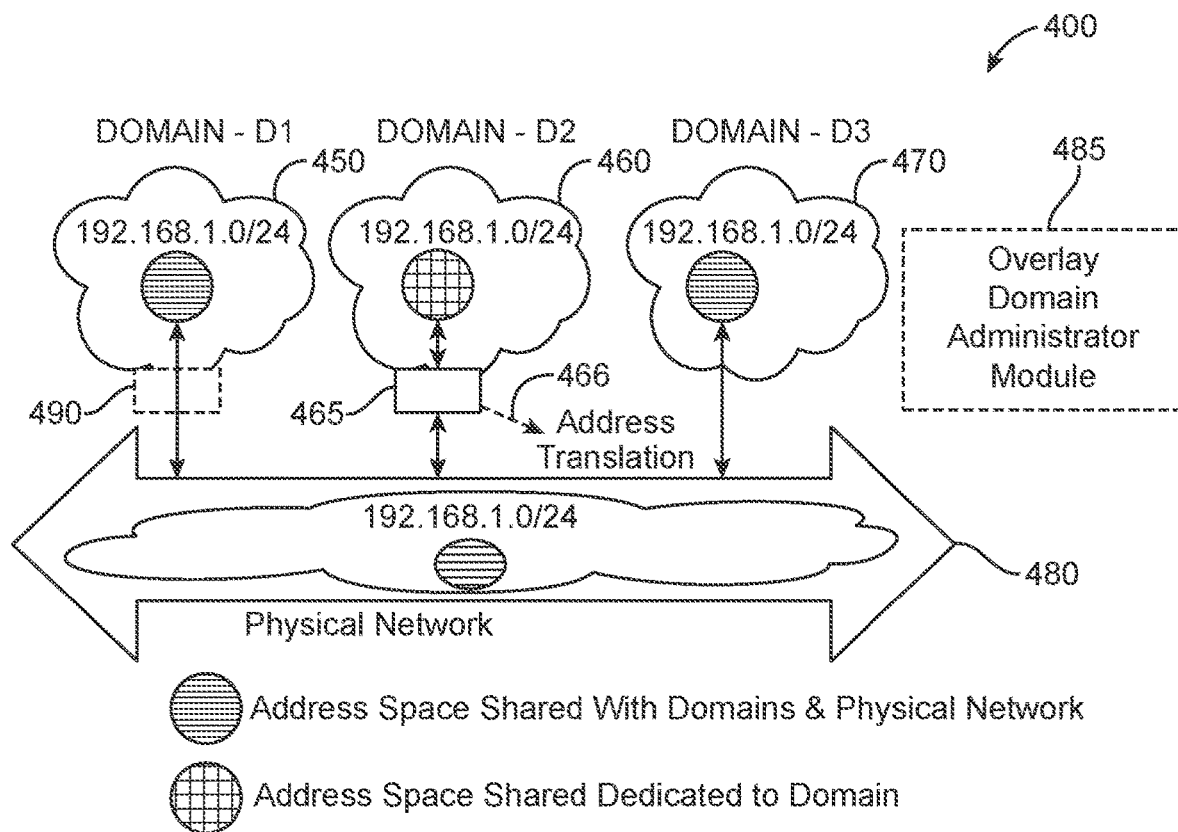 400
DOMAIN - D1
DOMAIN - D2
DOMAIN - D3
450
460
470
485
192.168.1.0/24
192.168.1.0/24
192.168.1.0/24
Overlay
Domain
Administrator
Module
490
465
466
Address
Translation
192.168.1.0/24
480
Physical Network
Address Space Shared With Domains & Physical Network
Address Space Shared Dedicated to Domain